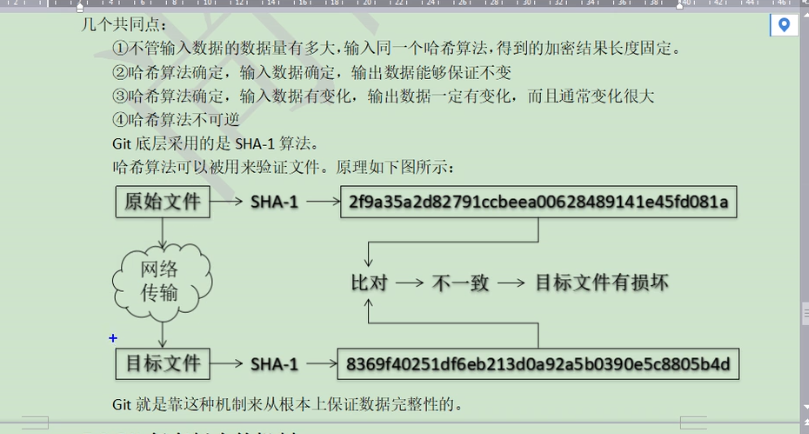 几个共同点：
①不管输入数据的数据量有多大，输入同一个哈希算法，得到的加密结果长度固定。
②哈希算法确定，输入数据确定，输出数据能够保证不变
③哈希算法确定，输入数据有变化，输出数据一定有变化，而且通常变化很大
④哈希算法不可逆
Git 底层采用的是 SHA-1 算法。
哈希算法可以被用来验证文件。原理如下图所示：
原始文件 SHA-1 2f9a35a2d82791ccbeea00628489141e45fd081a
网络
传输
比对 不一致 目标文件有损坏
目标文件 SHA-1 8369f40251df6eb213d0a92a5b0390e5c8805b4d
Git 就是靠这种机制来从根本上保证数据完整性的。